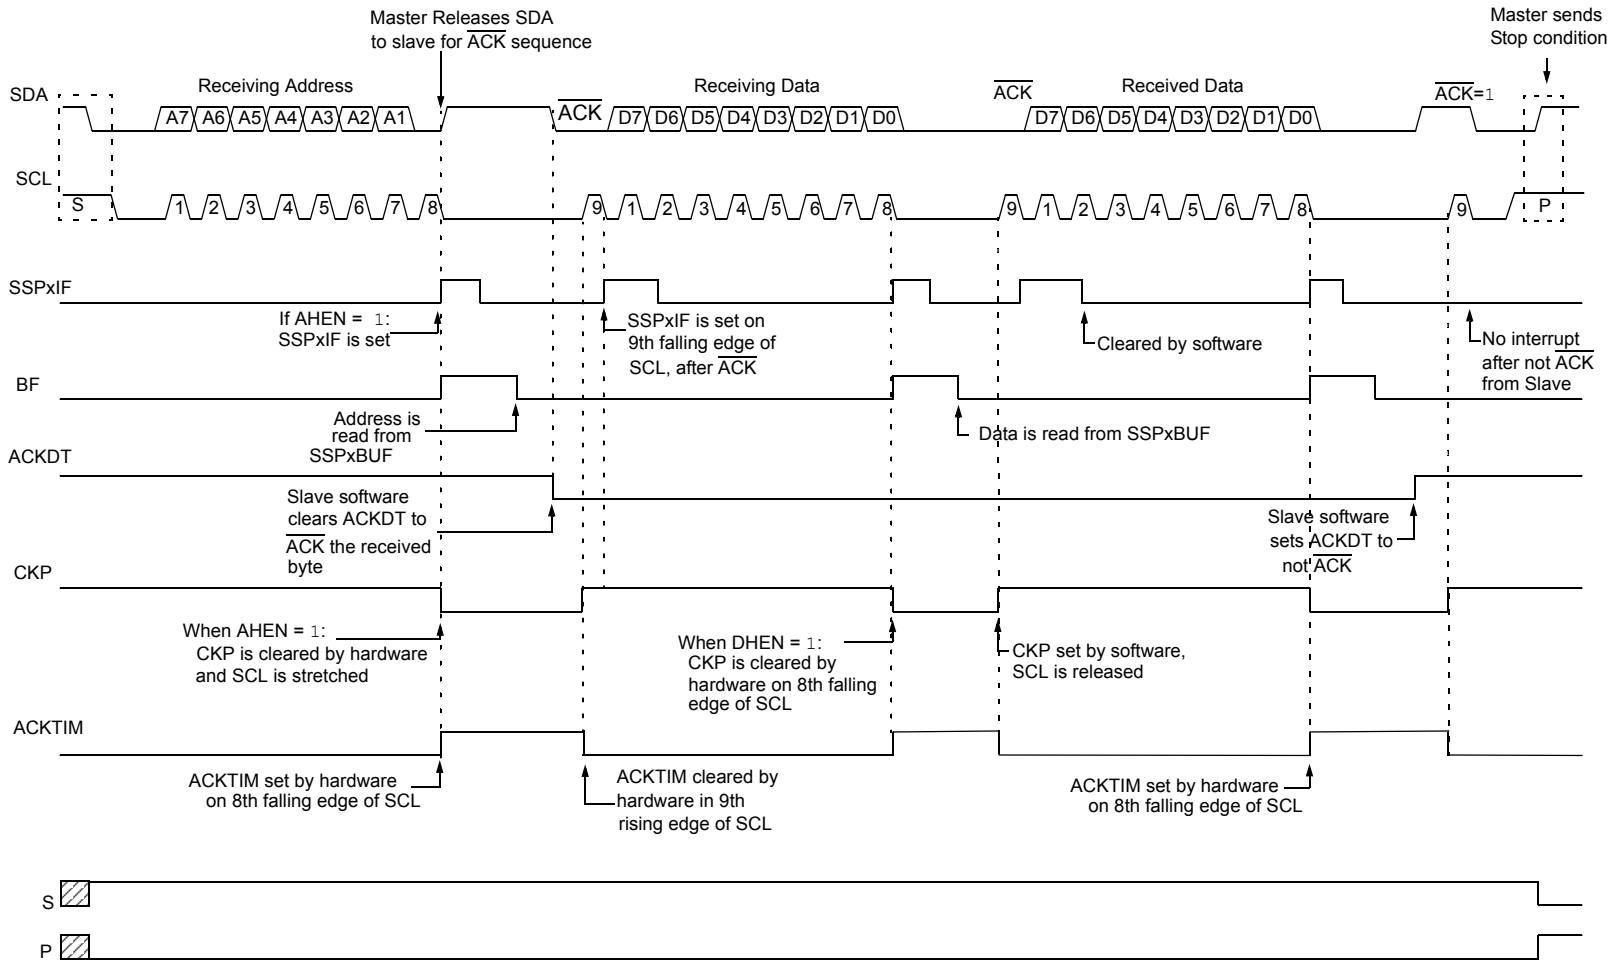 Master Releases SDA
to slave for ACK sequence
Master sends
Stop condition
Receiving Address
Receiving Data
Received Data
SDA
ACK
ACK
ACK=1
A7 A6 A5 A4 A3 A2 A1
D7 D6 D5 D4 D3 D2 D1 D0
D7 D6 D5 D4 D3 D2 D1 D0
SCL
S
1 2 3 4 5 6 7 8
9 1 2 3 4 5 6 7 8
9 1 2 3 4 5 6 7 8
9
P
SSPxIF
If AHEN = 1:
SSPxIF is set
SSPxIF is set on
9th falling edge of
SCL, after ACK
Cleared by software
No interrupt
after not ACK
from Slave
BF
Address is
read from
SSPxBUF
Data is read from SSPxBUF
ACKDT
Slave software
clears ACKDT to
ACK the received
byte
Slave software
sets ACKDT to
not ACK
CKP
When AHEN = 1:
CKP is cleared by hardware
and SCL is stretched
When DHEN = 1:
CKP is cleared by
hardware on 8th falling
edge of SCL
CKP set by software,
SCL is released
ACKTIM
ACKTIM set by hardware
on 8th falling edge of SCL
ACKTIM cleared by
hardware in 9th
rising edge of SCL
ACKTIM set by hardware
on 8th falling edge of SCL
S
P